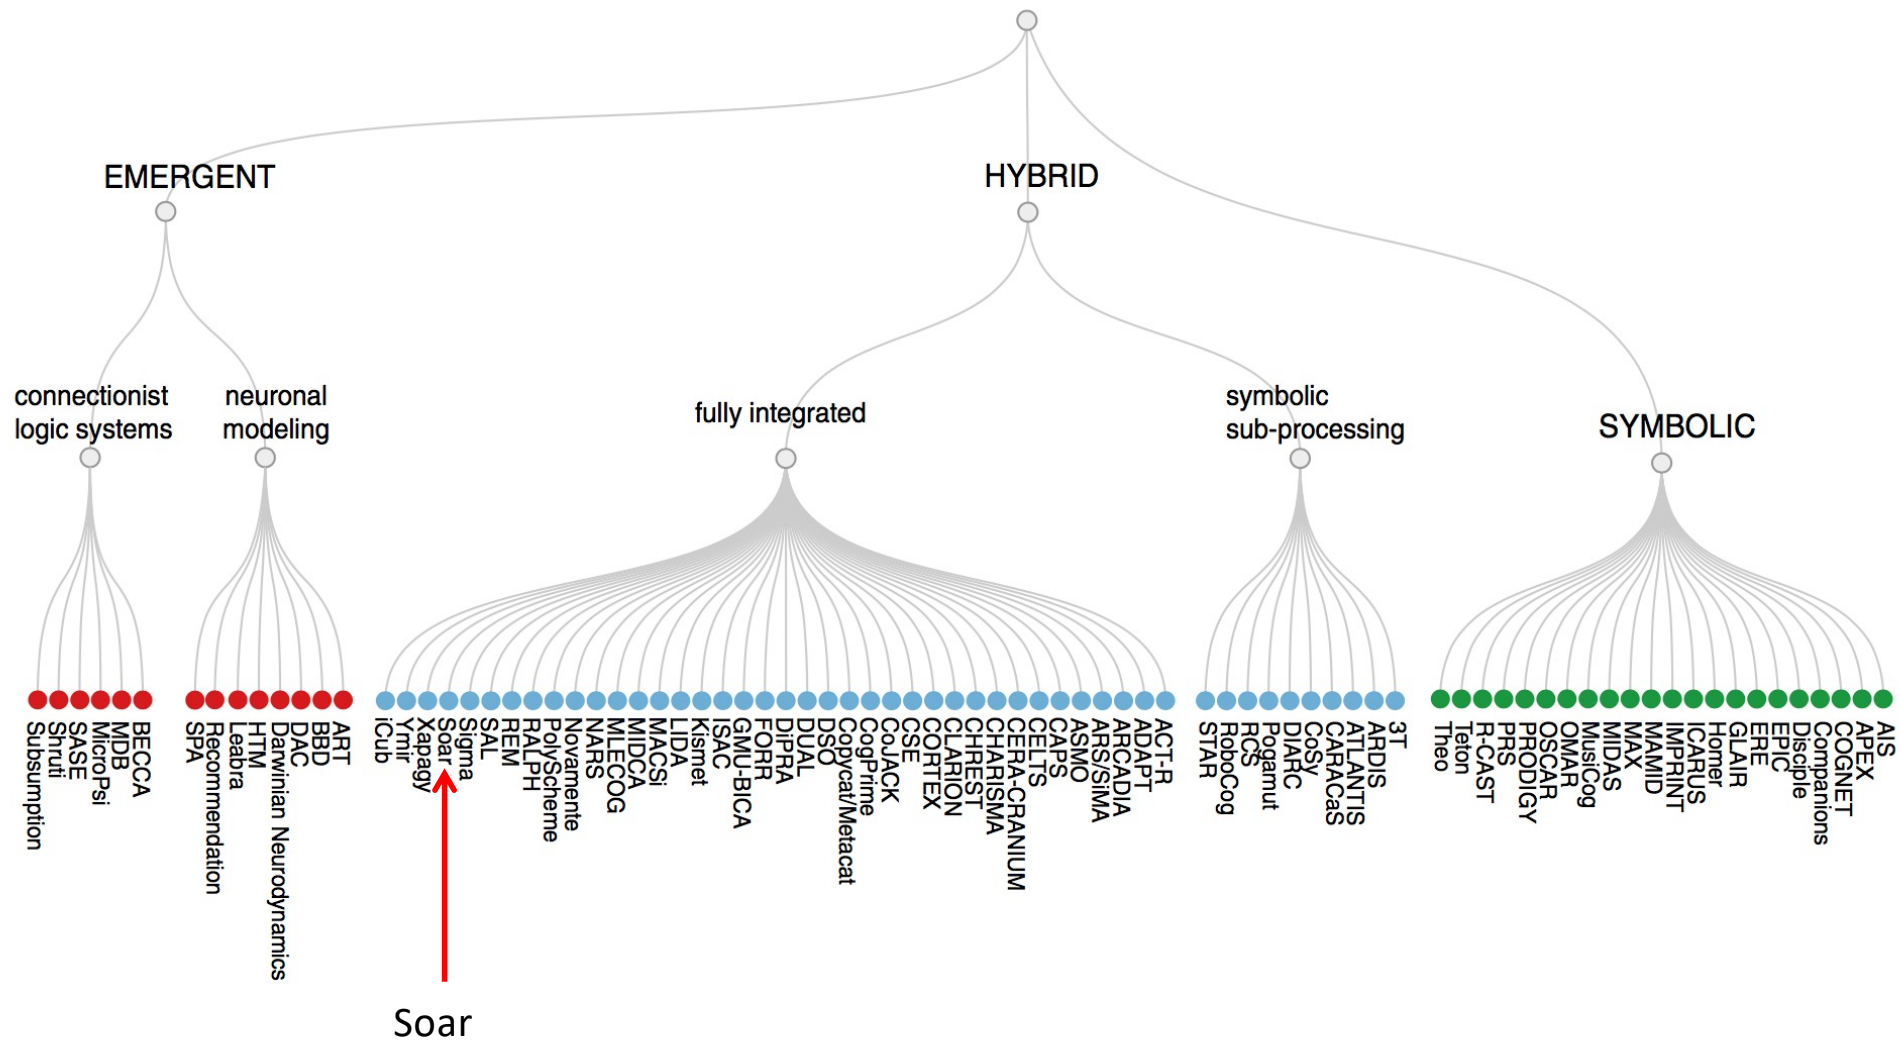 EMERGENT
HYBRID
connectionist
logic systems
neuronal
modeling
fully integrated
symbolic
sub-processing
SYMBOLIC
Subsumption
Shruti
SASE
MicroPsi
MDB
BECCA
SPA
Recommendation
Leabra
HTM
Darwinian Neurodynamics
DAC
BBD
ART
iCub
Ymir
Xapagy
Soar
Sigma
SAL
REM
RALPH
PolyScheme
Novamente
NARS
MLECOG
MIDCA
MACSi
LIDA
Kismet
ISAC
GMU-BICA
FORR
DiPRA
DUAL
DSO
Copycat/Metacat
CogPrime
CoJACK
CSE
CORTEX
CLARION
CHREST
CHARISMA
CERA-CRANIUM
CELTS
CAPS
ASMO
ARS/SiMA
ARCADIA
ADAPT
ACT-R
STAR
RoboCog
RCS
Pogamut
DIARC
CoSy
CARACaS
ATLANTIS
ARDIS
3T
Theo
Teton
R-CAST
PRS
PRODIGY
OSCAR
OMAR
MusiCog
MIDAS
MAX
MAMID
IMPRINT
ICARUS
Homer
GLAIR
ERE
EPIC
Disciple
Companions
COGNET
APEX
AIS
Soar